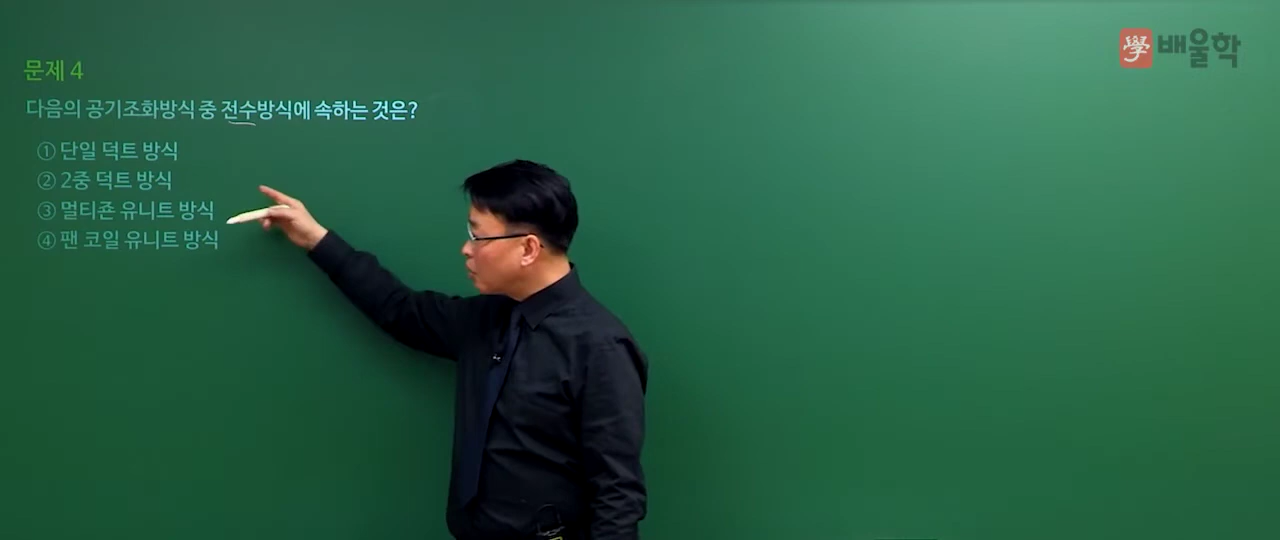 學 배울학
문제 4
다음의 공기조화방식 중 전수방식에 속하는 것은?
① 단일 덕트 방식
② 2중 덕트 방식
③ 멀티죤 유니트 방식
④ 팬 코일 유니트 방식